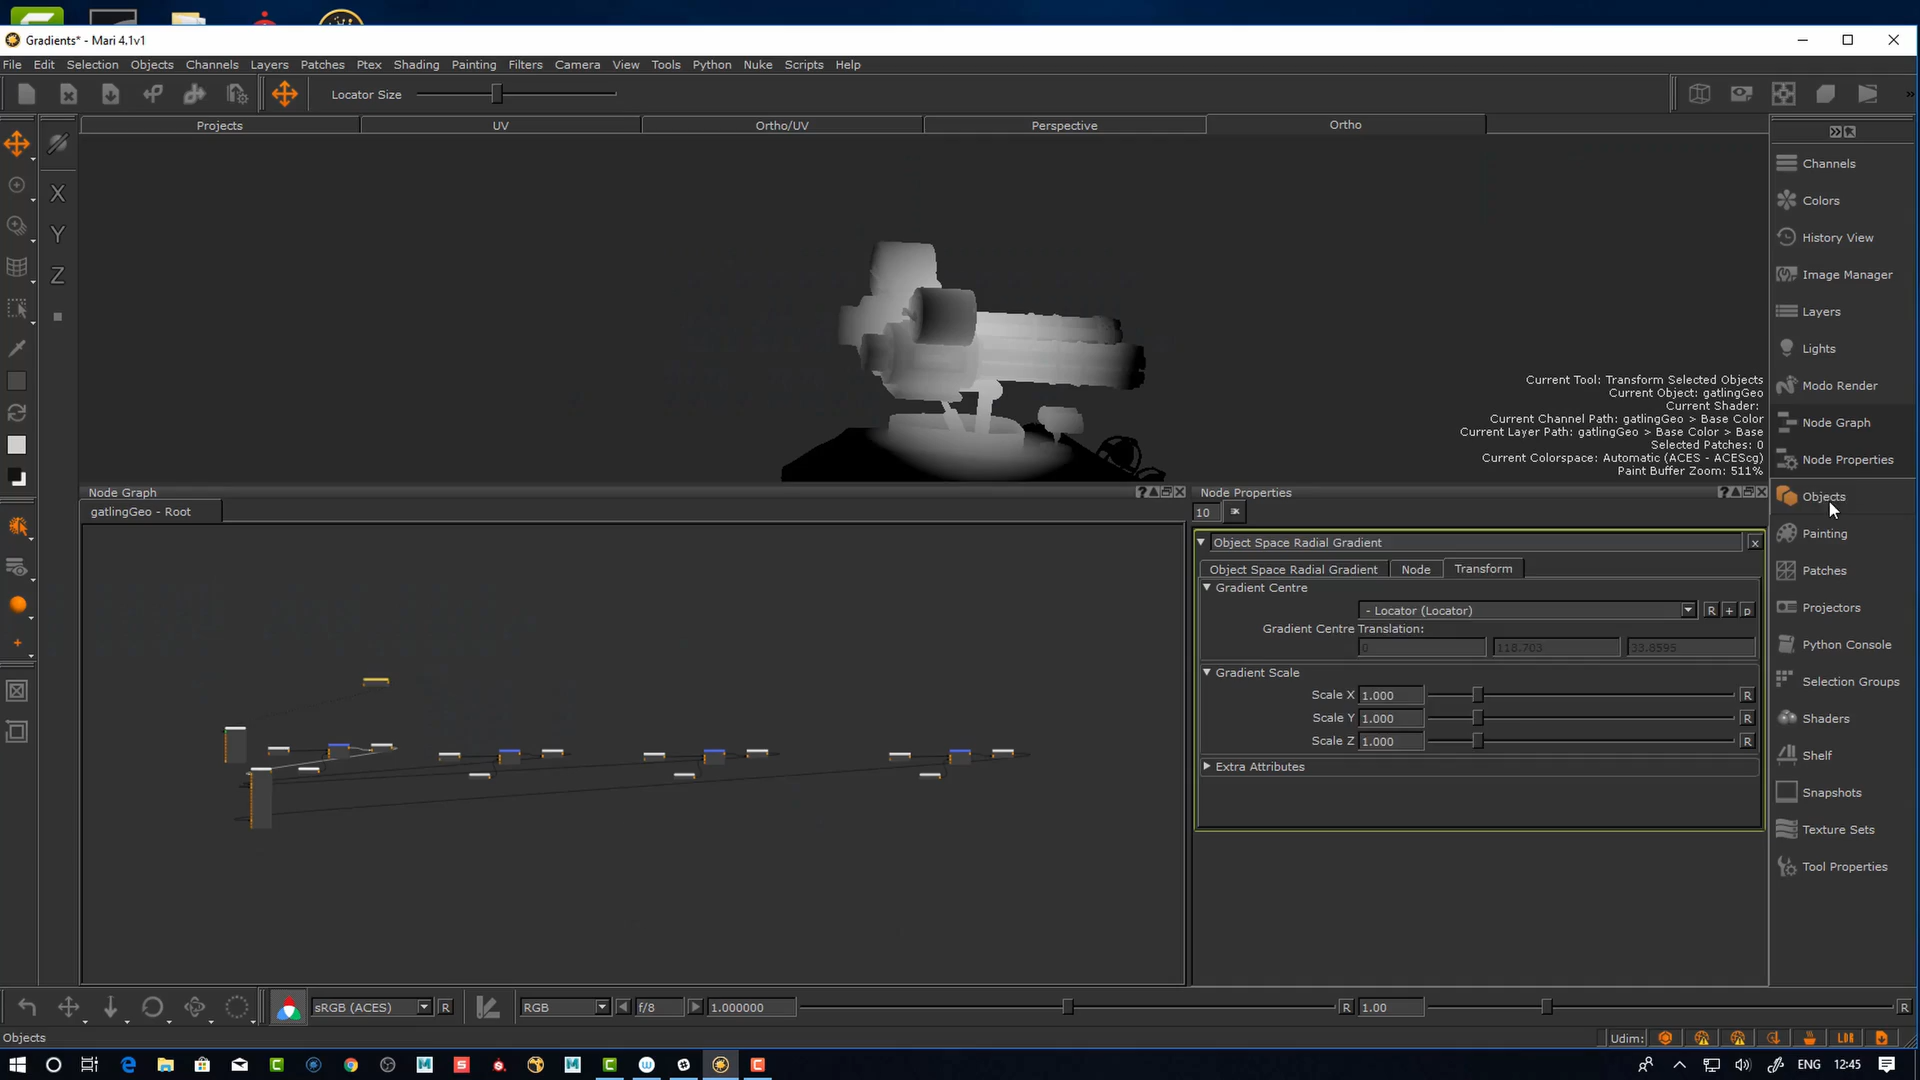 Gradients* - Mari 4.1v1
File Edit Selection Objects Channels Layers Patches Ptex Shading Painting Filters Camera View Tools Python Nuke Scripts Help
Locator Size
Projects UV Ortho/UV Perspective Ortho
X
Y
Z
Current Tool: Transform Selected Objects
Current Object: gatlingGeo
Current Shader:
Current Channel Path: gatlingGeo > Base Color
Current Layer Path: gatlingGeo > Base Color > Base
Selected Patches: 0
Current Colorspace: Automatic (ACES - ACEScg)
Paint Buffer Zoom: 511%
Channels
Colors
History View
Image Manager
Layers
Lights
Modo Render
Node Graph
Node Properties
Objects
Painting
Patches
Projectors
Python Console
Selection Groups
Shaders
Shelf
Snapshots
Texture Sets
Tool Properties
Node Graph
gatlingGeo - Root
Node Properties
10
Object Space Radial Gradient
Object Space Radial Gradient Node Transform
Gradient Centre
- Locator (Locator) R + p
Gradient Centre Translation:
0 118.703 33.8595
Gradient Scale
Scale X 1.000 R
Scale Y 1.000 R
Scale Z 1.000 R
Extra Attributes
sRGB (ACES) R RGB f/8 1.000000 R 1.00 R
Objects
Udim: LDR
ENG 12:45